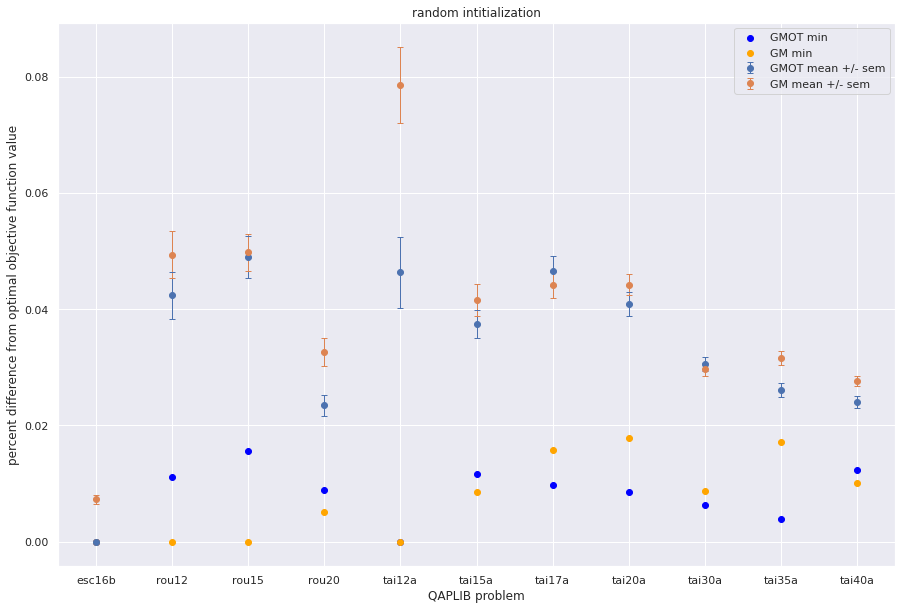 random intitialization
GMOT min
GM min
GMOT mean +/- sem
GM mean +/- sem
percent difference from optimal objective function value
0.08
0.06
0.04
0.02
0.00
esc16b rou12 rou15 rou20 tai12a tai15a tai17a tai20a tai30a tai35a tai40a
QAPLIB problem